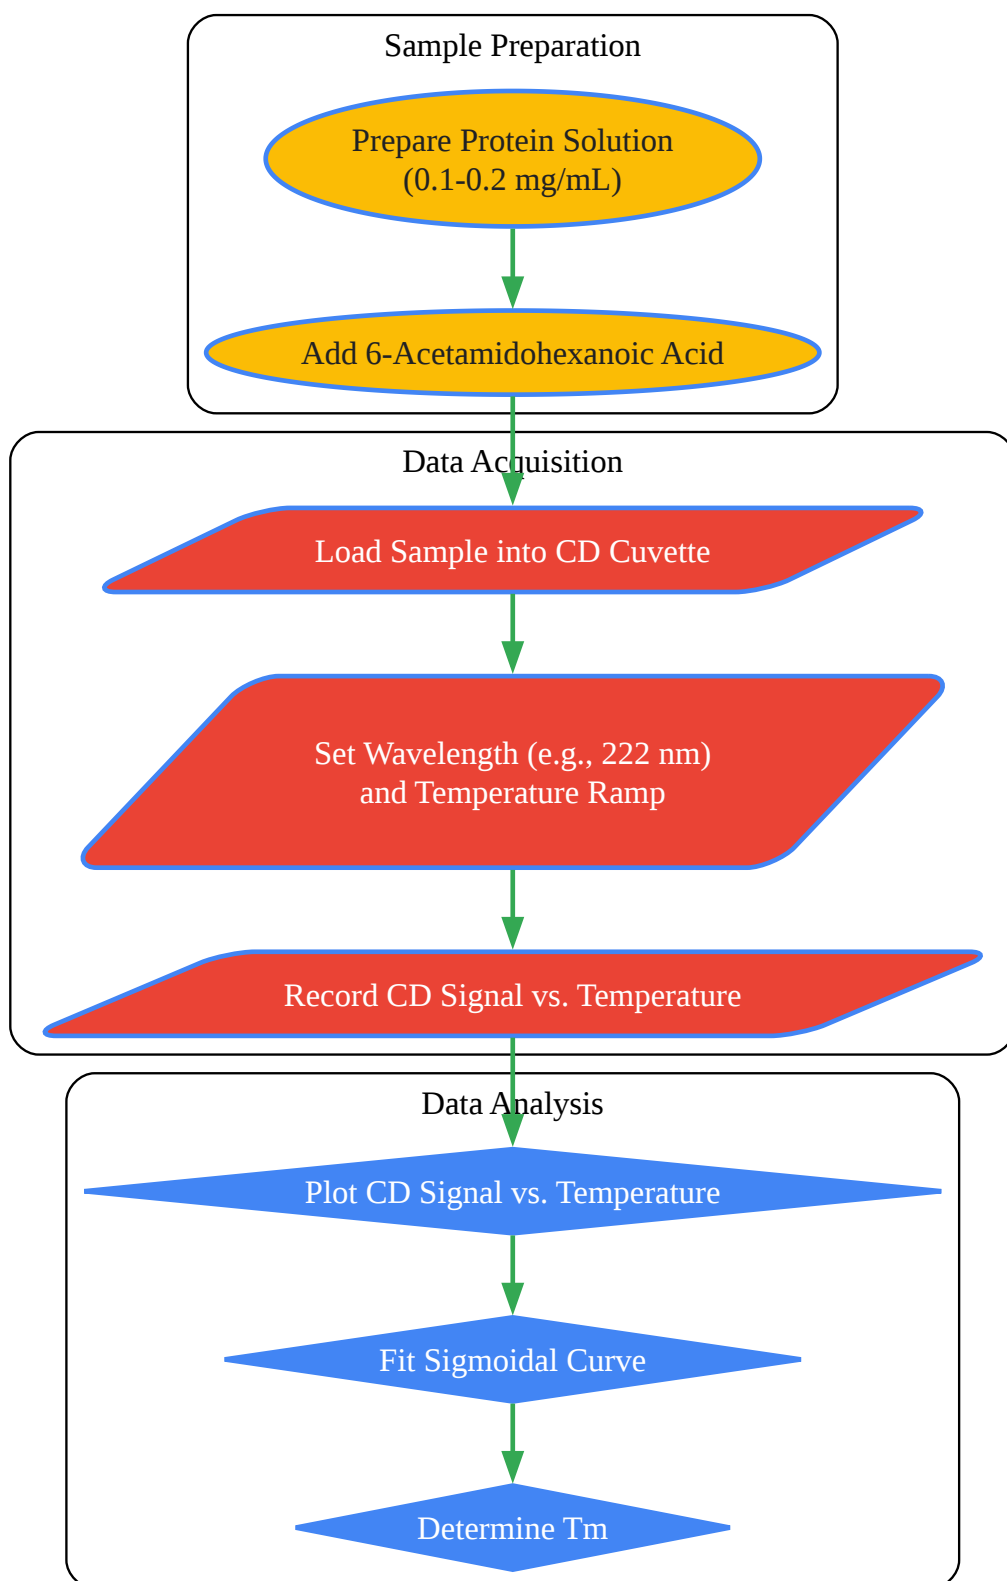 Sample Preparation
Prepare Protein Solution
(0.1-0.2 mg/mL)
Add 6-Acetamidohexanoic Acid
Data Acquisition
Load Sample into CD Cuvette
Set Wavelength (e.g., 222 nm)
and Temperature Ramp
Record CD Signal vs. Temperature
Data Analysis
Plot CD Signal vs. Temperature
Fit Sigmoidal Curve
Determine Tm